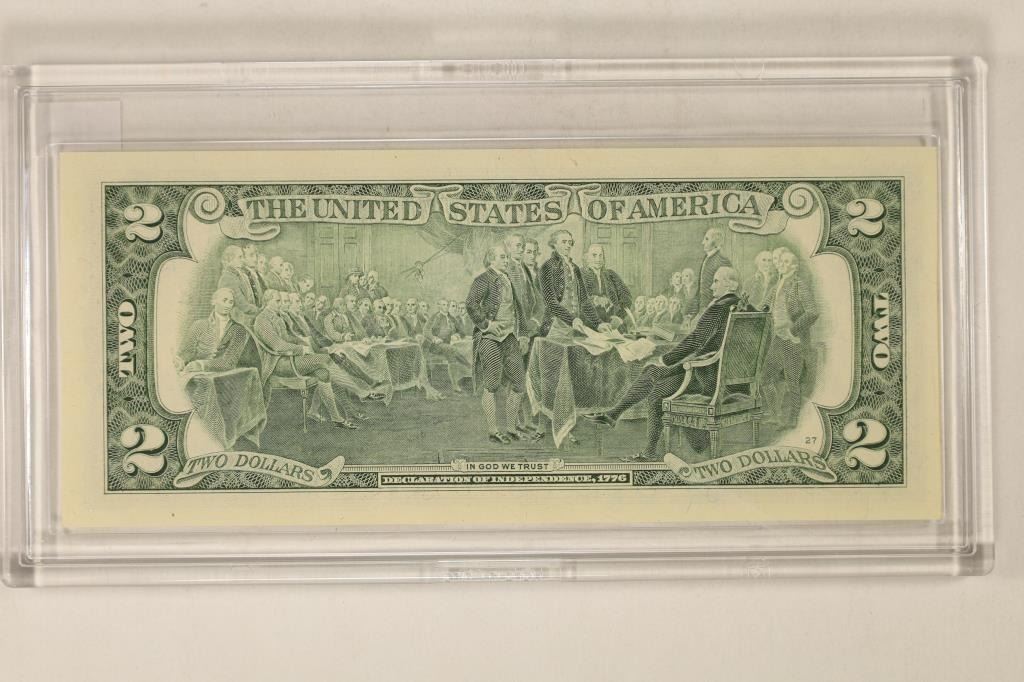 2
THE UNITED STATES OF AMERICA
2
TWO
TWO
2
TWO DOLLARS
IN GOD WE TRUST
DECLARATION OF INDEPENDENCE, 1776
TWO DOLLARS
27
2